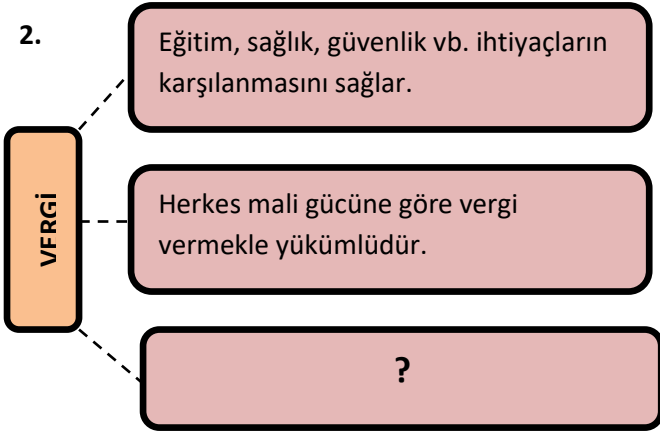 2.
Eğitim, sağlık, güvenlik vb. ihtiyaçların
karşılanmasını sağlar.
VERGİ
Herkes mali gücüne göre vergi
vermekle yükümlüdür.
?